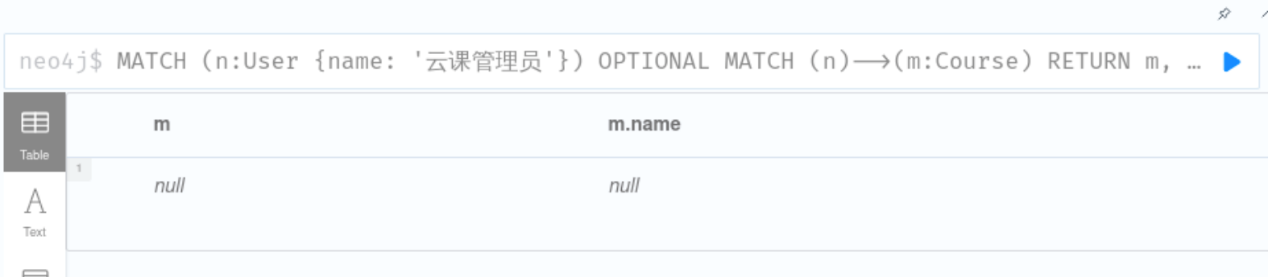 neo4j$ MATCH (n:User {name: '云课管理员'}) OPTIONAL MATCH (n)-->(m:Course) RETURN m, …
m m.name
Table
1
null null
A
Text